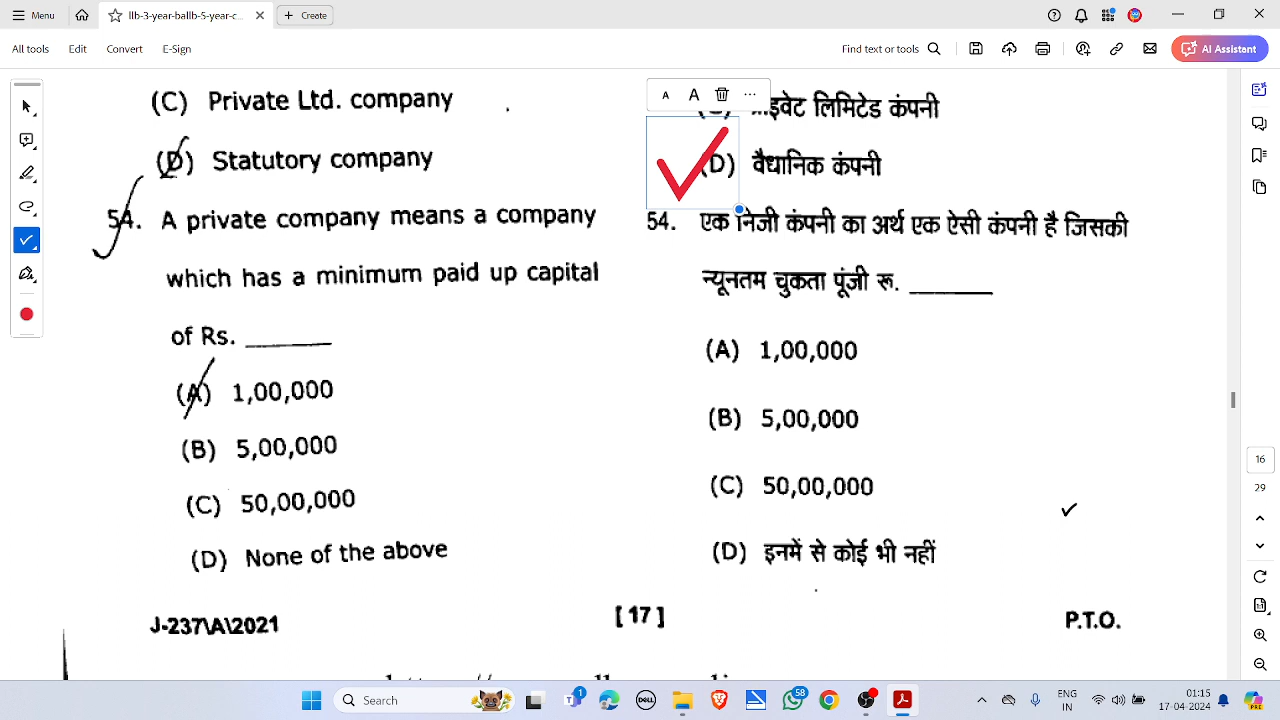 Menu
llb-3-year-ballb-5-year-c...
Create
All tools
Edit
Convert
E-Sign
Find text or tools
AI Assistant
(C) Private Ltd. company
(D) Statutory company
54. A private company means a company
which has a minimum paid up capital
of Rs. _______
(A) 1,00,000
(B) 5,00,000
(C) 50,00,000
(D) None of the above
J-237\A\2021
A A ...
लिमिटेड कंपनी
(D) वैधानिक कंपनी
54. एक निजी कंपनी का अर्थ एक ऐसी कंपनी है जिसकी
न्यूनतम चुकता पूंजी रू. _______
(A) 1,00,000
(B) 5,00,000
(C) 50,00,000
(D) इनमें से कोई भी नहीं
[ 17 ]
P.T.O.
16
29
Search
1
DELL
58
ENG
IN
01:15
17-04-2024